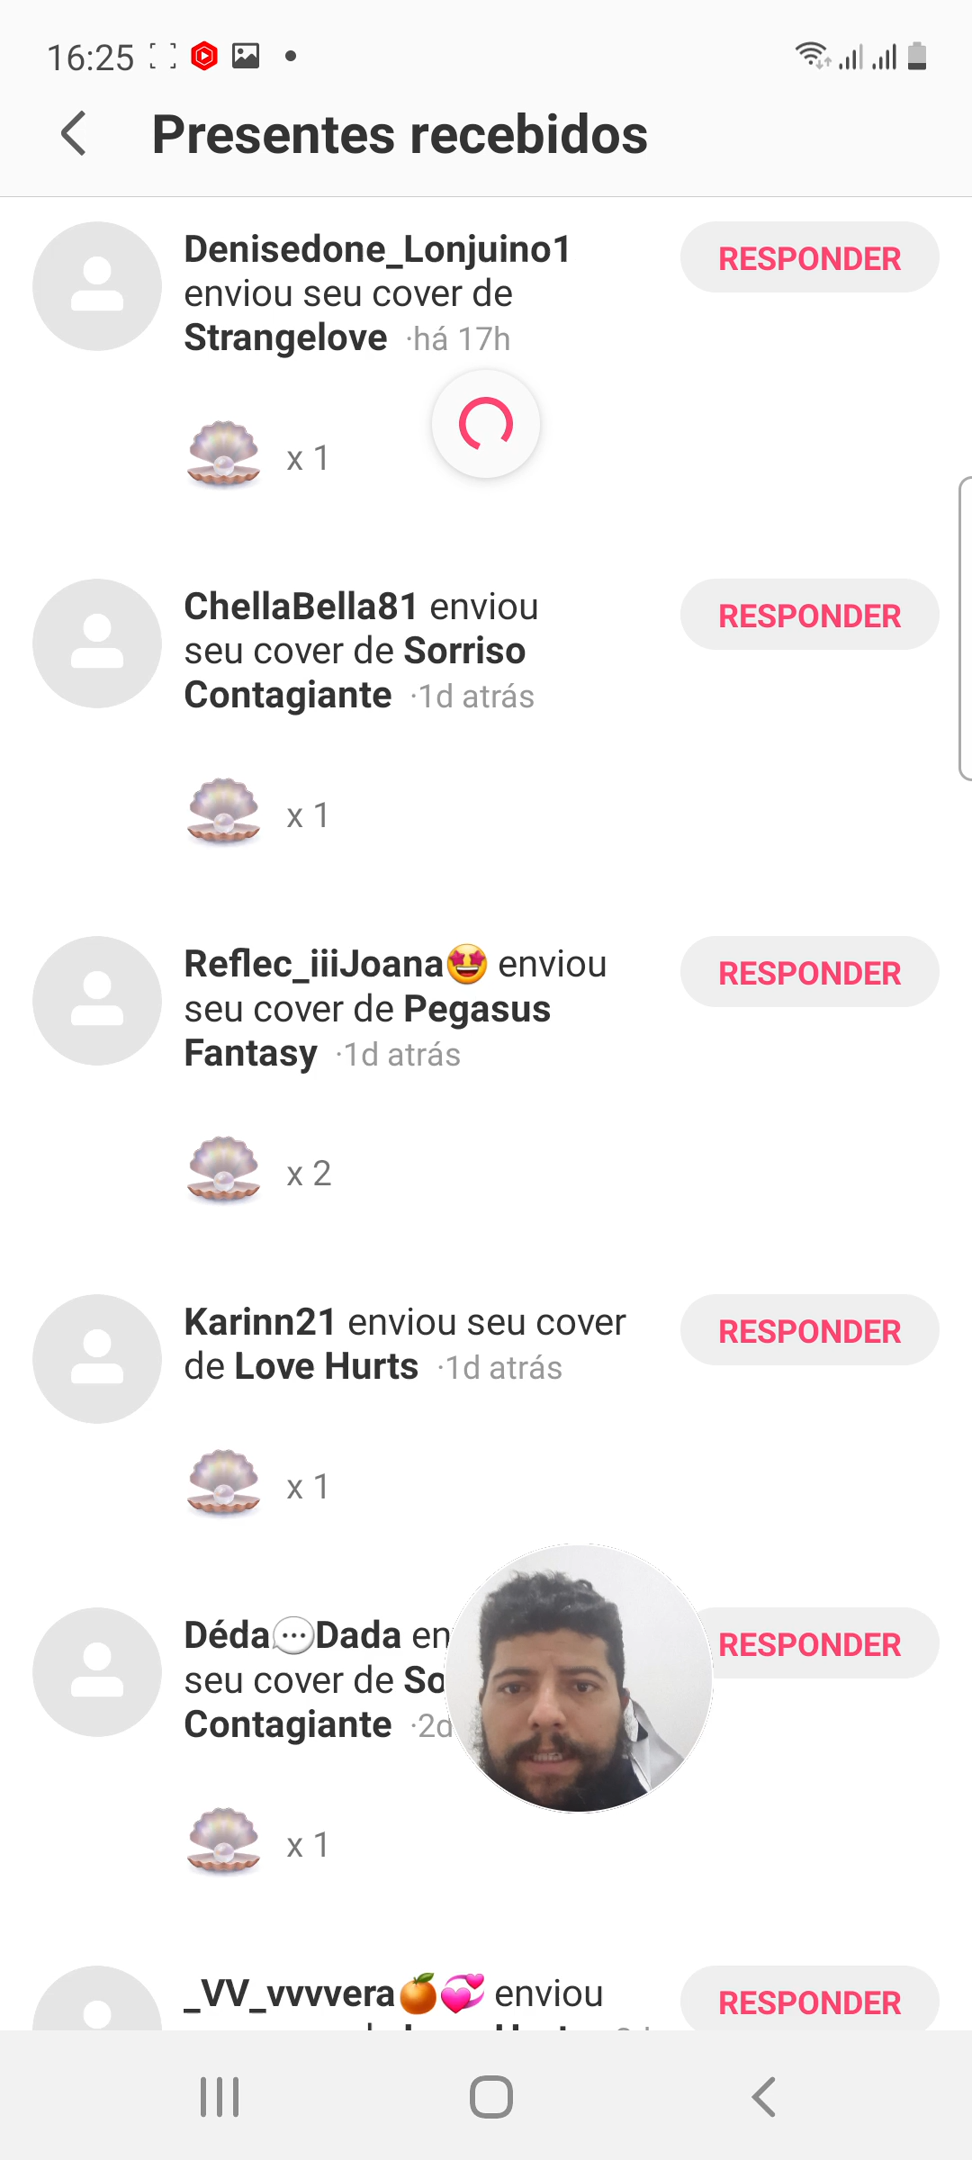 16:25
Presentes recebidos
Denisedone_Lonjuino1
enviou seu cover de
Strangelove ·há 17h
RESPONDER
x 1
ChellaBella81 enviou
seu cover de Sorriso
Contagiante ·1d atrás
RESPONDER
x 1
Reflec_iiiJoana🤩 enviou
seu cover de Pegasus
Fantasy ·1d atrás
RESPONDER
x 2
Karinn21 enviou seu cover
de Love Hurts ·1d atrás
RESPONDER
x 1
Déda💬Dada en
seu cover de So
Contagiante ·2d
RESPONDER
x 1
_VV_vvvvera🍊💞 enviou
RESPONDER